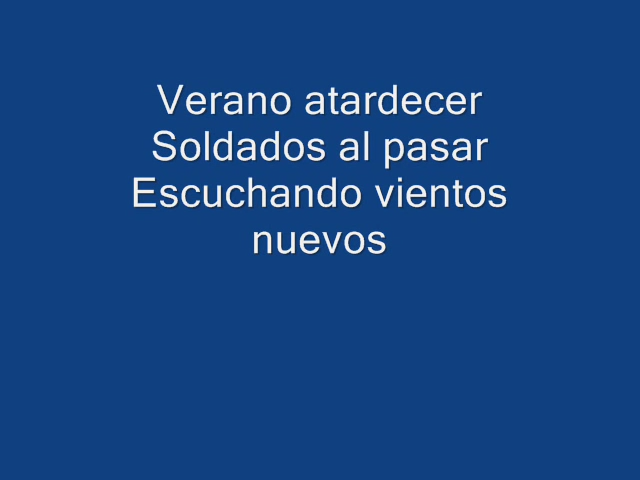 Verano atardecer
Soldados al pasar
Escuchando vientos
nuevos